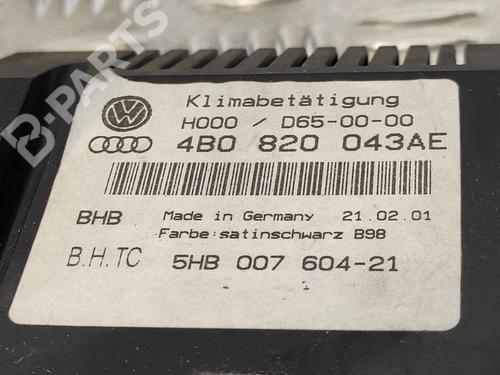 B-PARTS
Klimabetätigung
H000 / D65-00-00
4B0 820 043AE
BHB Made in Germany 21.02.01
Farbe:satinschwarz B98
B.H.TC 5HB 007 604-21